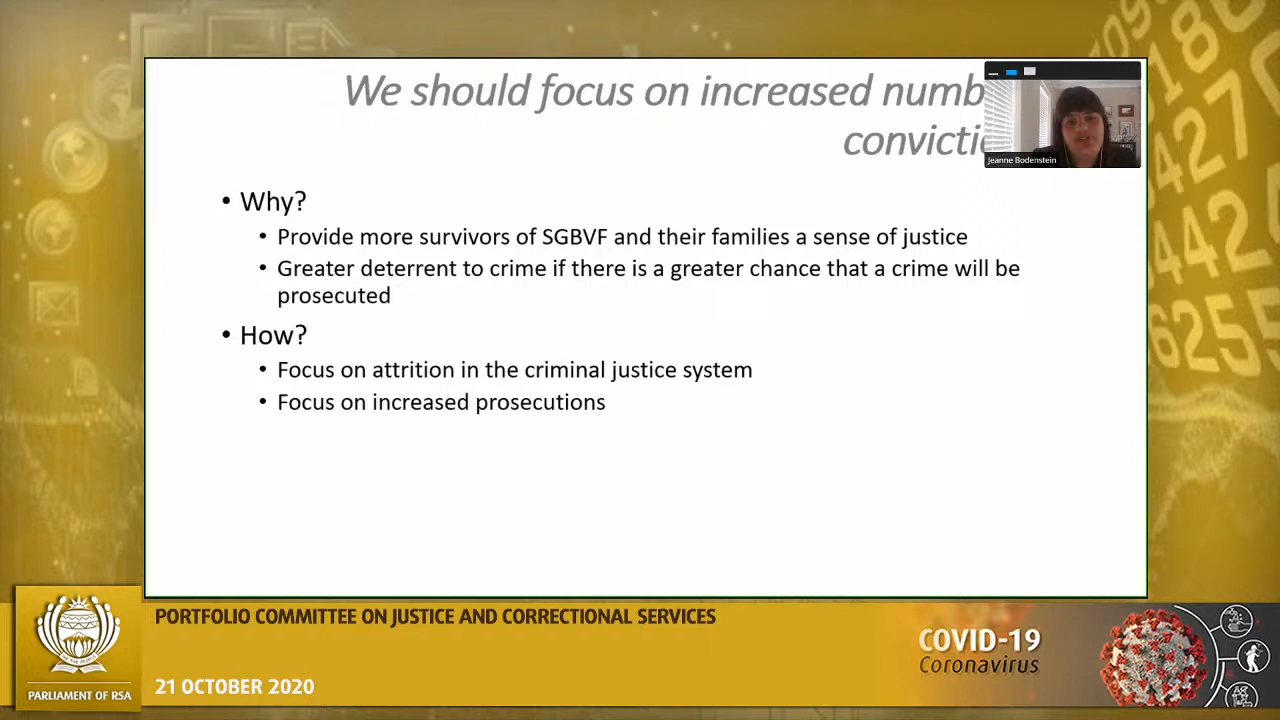 We should focus on increased numb
convictio
Jeanne Bodenstein
• Why?
• Provide more survivors of SGBVF and their families a sense of justice
• Greater deterrent to crime if there is a greater chance that a crime will be
prosecuted
• How?
• Focus on attrition in the criminal justice system
• Focus on increased prosecutions
PORTFOLIO COMMITTEE ON JUSTICE AND CORRECTIONAL SERVICES
21 OCTOBER 2020
PARLIAMENT OF RSA
COVID-19
Coronavirus